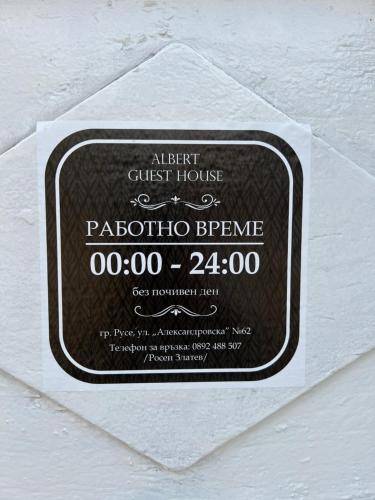 ALBERT
GUEST HOUSE
РАБОТНО ВРЕМЕ
00:00 - 24:00
без почивен ден
гр. Русе, ул. „Александровска" №62
Телефон за връзка: 0892 488 507
/Росен Златев/